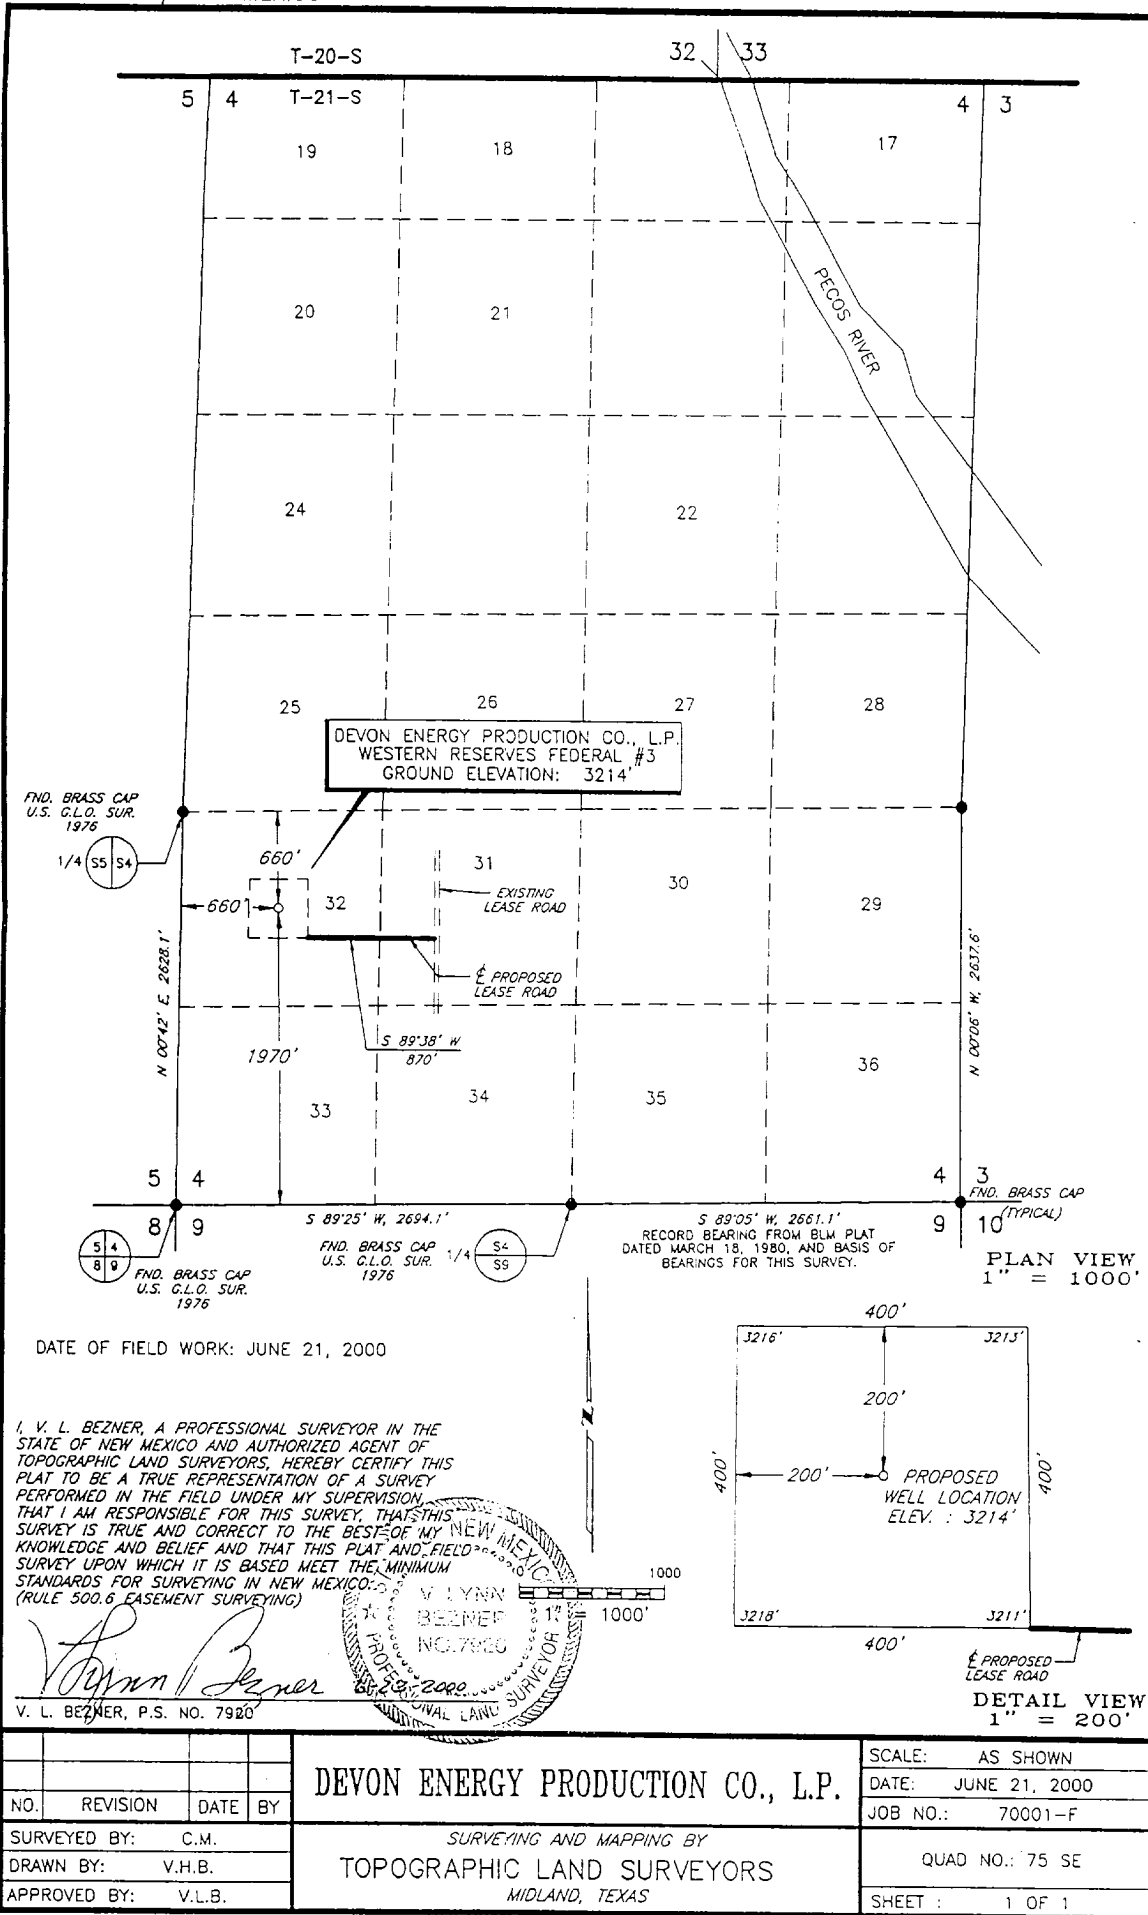 T-20-S
32
33
5
4
T-21-S
4
3
19
18
17
20
21
PECOS RIVER
24
22
25
26
27
28
DEVON ENERGY PRODUCTION CO., L.P.
WESTERN RESERVES FEDERAL #3
GROUND ELEVATION: 3214'
FND. BRASS CAP
U.S. G.L.O. SUR.
1976
1/4
S5 S4
660'
660'
32
31
EXISTING
LEASE ROAD
30
29
₵ PROPOSED
LEASE ROAD
N 00°42' E, 2628.1'
N 00°06' W, 2637.6'
1970'
S 89°38' W
870'
33
34
35
36
5
4
4
3
FND. BRASS CAP
(TYPICAL)
8
9
9
10
S 89°25' W, 2694.1'
S 89°05' W, 2661.1'
RECORD BEARING FROM BLM PLAT
DATED MARCH 18, 1980, AND BASIS OF
BEARINGS FOR THIS SURVEY.
5 4
8 9
FND. BRASS CAP
U.S. G.L.O. SUR.
1976
FND. BRASS CAP
U.S. G.L.O. SUR.
1976
1/4
S4
S9
PLAN VIEW
1" = 1000'
DATE OF FIELD WORK: JUNE 21, 2000
N
400'
3216'
3213'
200'
400'
200'
PROPOSED
WELL LOCATION
ELEV. : 3214'
400'
3218'
3211'
400'
₵ PROPOSED
LEASE ROAD
DETAIL VIEW
1" = 200'
I, V. L. BEZNER, A PROFESSIONAL SURVEYOR IN THE
STATE OF NEW MEXICO AND AUTHORIZED AGENT OF
TOPOGRAPHIC LAND SURVEYORS, HEREBY CERTIFY THIS
PLAT TO BE A TRUE REPRESENTATION OF A SURVEY
PERFORMED IN THE FIELD UNDER MY SUPERVISION,
THAT I AM RESPONSIBLE FOR THIS SURVEY, THAT THIS
SURVEY IS TRUE AND CORRECT TO THE BEST OF MY
KNOWLEDGE AND BELIEF AND THAT THIS PLAT AND FIELD
SURVEY UPON WHICH IT IS BASED MEET THE MINIMUM
STANDARDS FOR SURVEYING IN NEW MEXICO.
(RULE 500.6 EASEMENT SURVEYING)
NEW MEXICO
V. LYNN
BEZNER
NO. 7920
PROFESSIONAL LAND SURVEYOR
1000
1" = 1000'
V Lynn Bezner
2000
V. L. BEZNER, P.S. NO. 7920
NO. REVISION DATE BY
SURVEYED BY: C.M.
DRAWN BY: V.H.B.
APPROVED BY: V.L.B.
DEVON ENERGY PRODUCTION CO., L.P.
SURVEYING AND MAPPING BY
TOPOGRAPHIC LAND SURVEYORS
MIDLAND, TEXAS
SCALE: AS SHOWN
DATE: JUNE 21, 2000
JOB NO.: 70001-F
QUAD NO.: 75 SE
SHEET : 1 OF 1